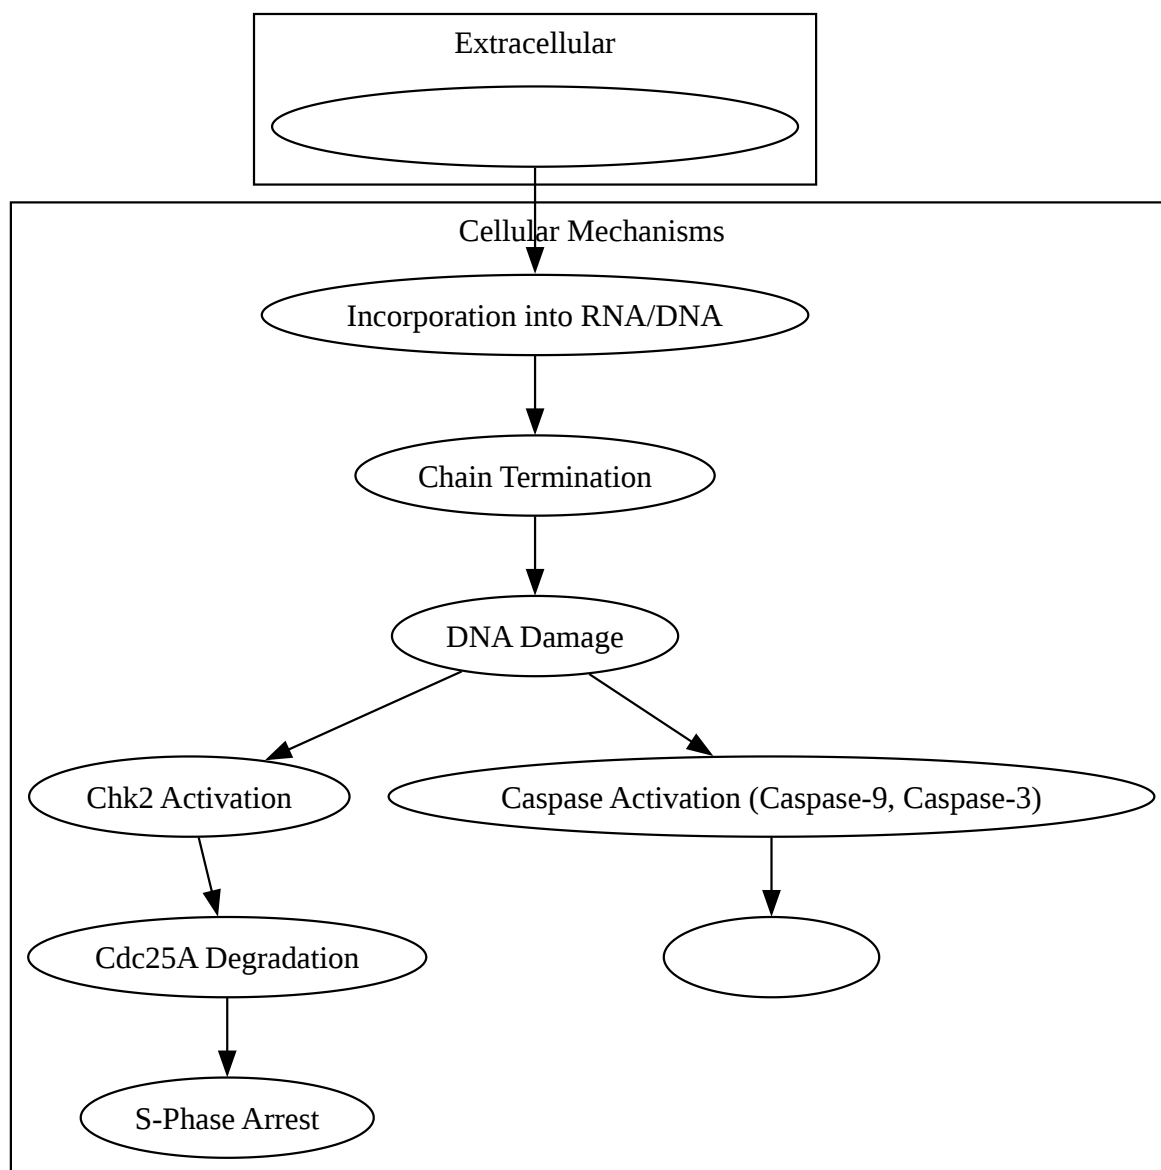 Extracellular
Cellular Mechanisms
Incorporation into RNA/DNA
Chain Termination
DNA Damage
Chk2 Activation
Caspase Activation (Caspase-9, Caspase-3)
Cdc25A Degradation
S-Phase Arrest